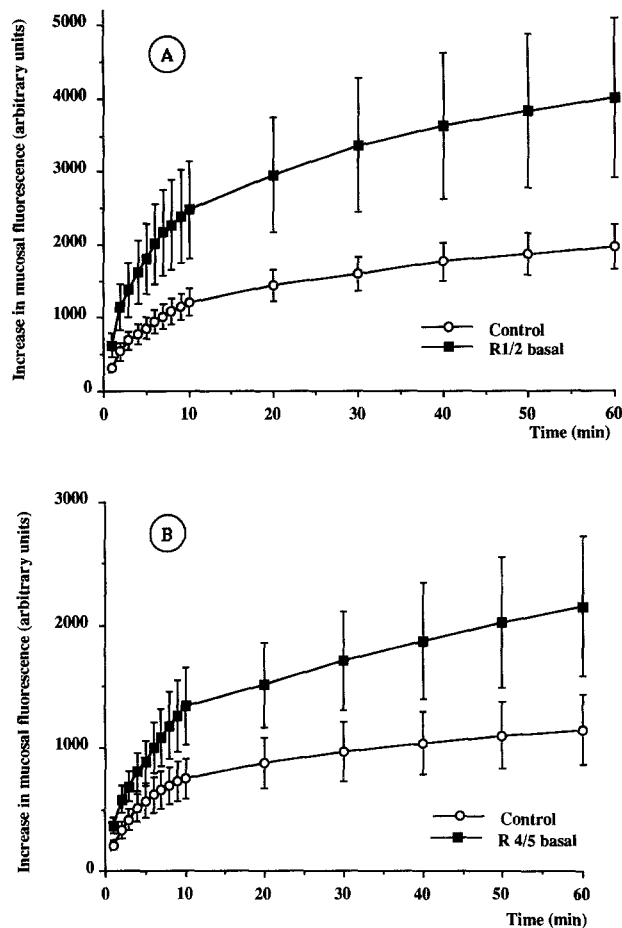 Increase in mucosal fluorescence (arbitrary units)
5000
4000
3000
2000
1000
0
A
Control
R1/2 basal
0 10 20 30 40 50 60
Time (min)
Increase in mucosal fluorescence (arbitrary units)
3000
2000
1000
0
B
Control
R 4/5 basal
0 10 20 30 40 50 60
Time (min)